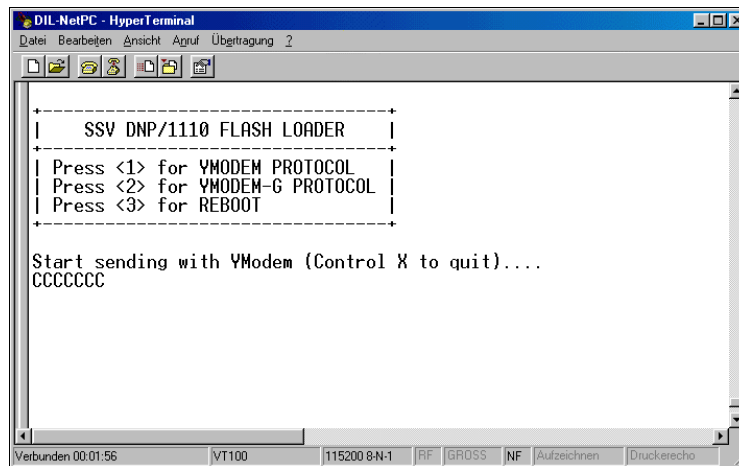 DIL-NetPC - HyperTerminal
Datei Bearbeiten Ansicht Anruf Übertragung ?
+-----------------------------------+
| SSV DNP/1110 FLASH LOADER |
+-----------------------------------+
| Press <1> for YMODEM PROTOCOL |
| Press <2> for YMODEM-G PROTOCOL |
| Press <3> for REBOOT |
+-----------------------------------+
Start sending with YModem (Control X to quit)....
CCCCCCC
Verbunden 00:01:56 VT100 115200 8-N-1 RF GROSS NF Aufzeichnen Druckerecho